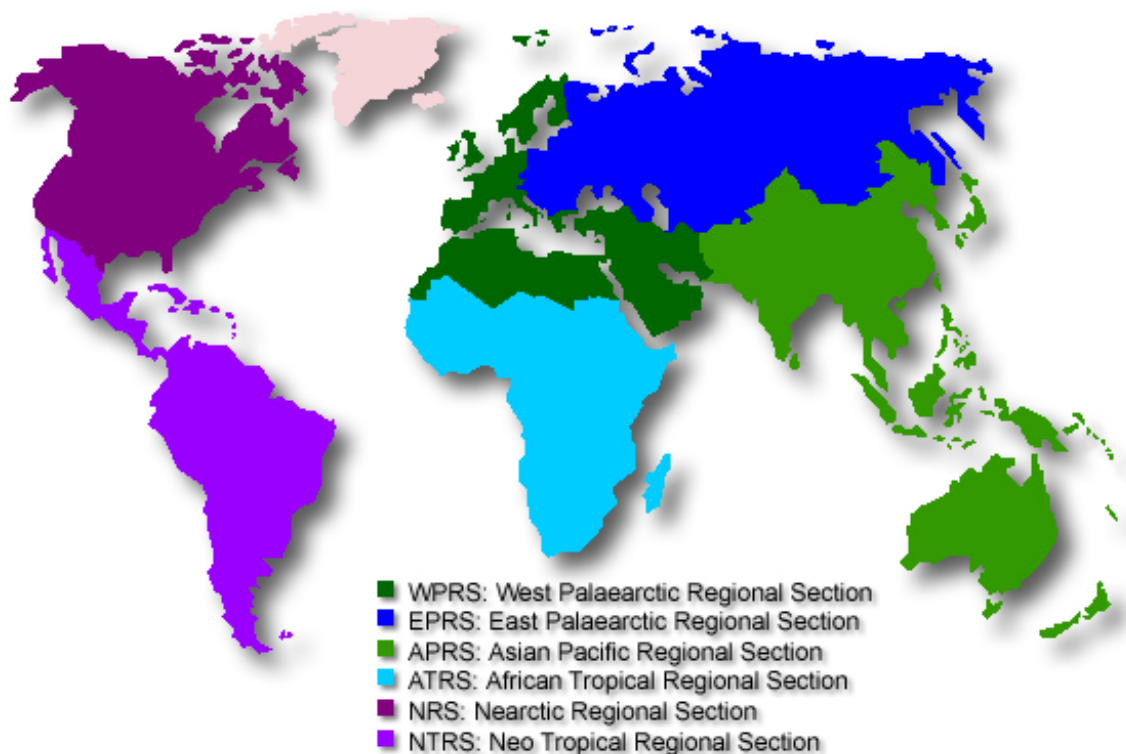 WPRS: West Palaearctic Regional Section
EPRS: East Palaearctic Regional Section
APRS: Asian Pacific Regional Section
ATRS: African Tropical Regional Section
NRS: Nearctic Regional Section
NTRS: Neo Tropical Regional Section